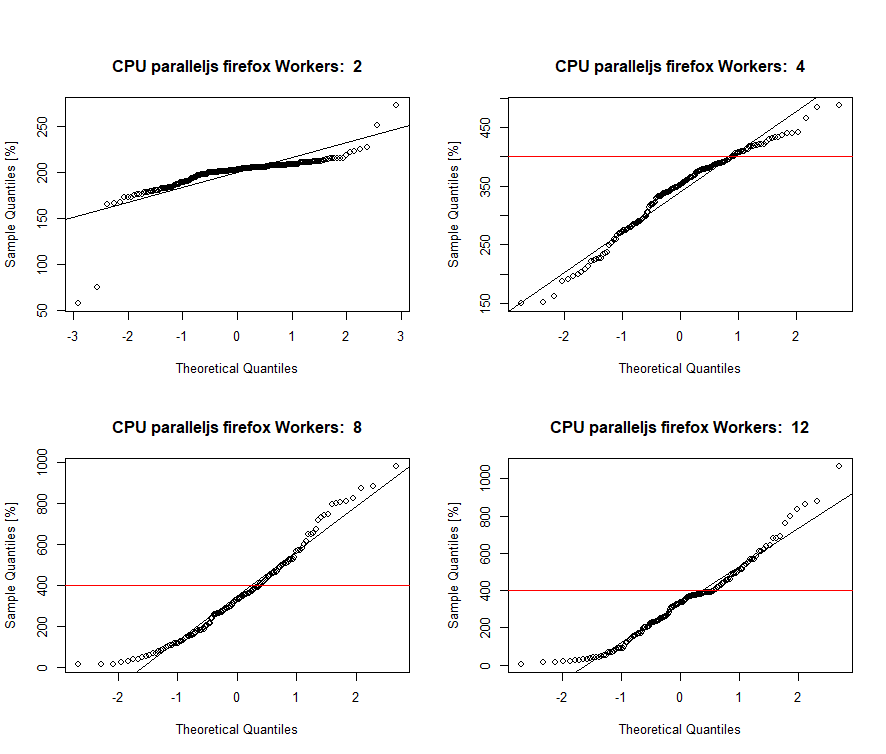 CPU paralleljs firefox Workers:  2
Sample Quantiles [%]
250
200
150
100
50
-3 -2 -1 0 1 2 3
Theoretical Quantiles
CPU paralleljs firefox Workers:  4
Sample Quantiles [%]
450
350
250
150
-2 -1 0 1 2
Theoretical Quantiles
CPU paralleljs firefox Workers:  8
Sample Quantiles [%]
1000
800
600
400
200
0
-2 -1 0 1 2
Theoretical Quantiles
CPU paralleljs firefox Workers:  12
Sample Quantiles [%]
1000
800
600
400
200
0
-2 -1 0 1 2
Theoretical Quantiles